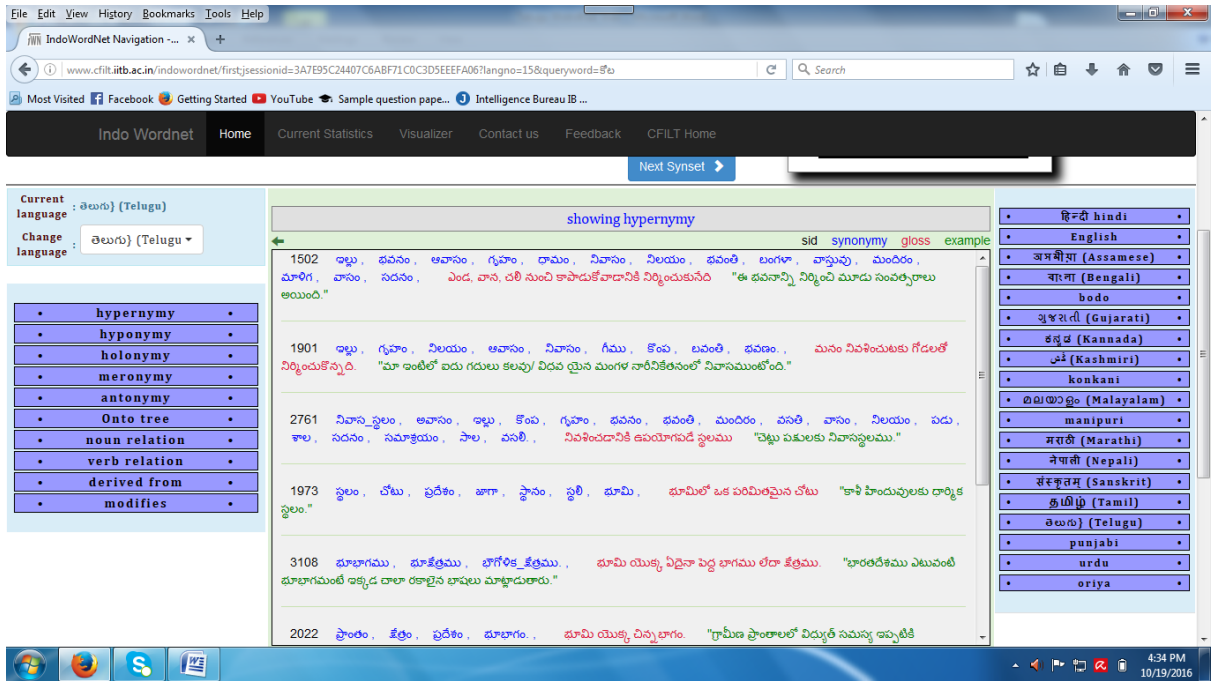 File Edit View History Bookmarks Tools Help
IndoWordNet Navigation -... × +
www.cfilt.iitb.ac.in/indowordnet/first;jsessionid=3A7E95C24407C6ABF71C0C3D5EEEFA06?langno=15&queryword=కోట Search
Most Visited Facebook Getting Started YouTube Sample question pape... Intelligence Bureau IB ...
Indo Wordnet Home Current Statistics Visualizer Contact us Feedback CFILT Home
Next Synset
Current language : తెలుగు} (Telugu)
Change language : తెలుగు} (Telugu
• hypernymy •
• hyponymy •
• holonymy •
• meronymy •
• antonymy •
• Onto tree •
• noun relation •
• verb relation •
• derived from •
• modifies •
showing hypernymy
sid synonymy gloss example
1502 ఇల్లు , భవనం , ఆవాసం , గృహం , ధామం , నివాసం , నిలయం , భవంతి , బంగళా , వాస్తువు , మందిరం ,
మాళిగ , వాసం , సదనం , ఎండ, వాన, చలి నుంచి కాపాడుకోవాడానికి నిర్మించుకునేది "ఈ భవనాన్ని నిర్మించి మూడు సంవత్సరాలు
అయింది."
1901 ఇల్లు , గృహం , నిలయం , ఆవాసం , నివాసం , గీము , కొంప , బవంతి , భవణం. , మనం నివశించుటకు గోడలతో
నిర్మించుకొన్నది. "మా ఇంటిలో ఐదు గదులు కలవు/ విధవ యైన మంగళ నారీనికేతనంలో నివాసముంటోంది."
2761 నివాస_స్థలం , అవాసం , ఇల్లు , కొంప , గృహం , భవనం , భవంతి , మందిరం , వసతి , వాసం , నిలయం , పడు ,
శాల , సదనం , సమాశ్రయం , సాల , వసలి. , నివశించడానికి ఉపయోగపడే స్థలము "చెట్లు పక్షులకు నివాసస్థలము."
1973 స్థలం , చోటు , ప్రదేశం , జాగా , స్థానం , స్థలి , భూమి , భూమిలో ఒక పరిమితమైన చోటు "కాశీ హిందువులకు ధార్మిక
స్థలం."
3108 భూభాగము , భూక్షేత్రము , భౌగోళిక_క్షేత్రము. , భూమి యొక్క ఏదైనా పెద్ద భాగము లేదా క్షేత్రము. "భారతదేశము ఎటువంటి
భూభాగమంటే ఇక్కడ చాలా రకాలైన భాషలు మాట్లాడుతారు."
2022 ప్రాంతం , క్షేత్రం , ప్రదేశం , భూభాగం. , భూమి యొక్క చిన్నభాగం. "గ్రామీణ ప్రాంతాలలో విద్యుత్ సమస్య ఇప్పటికి
• हिन्दी hindi •
• English •
• অসমীয়া (Assamese) •
• বাংলা (Bengali) •
• bodo •
• ગુજરાતી (Gujarati) •
• ಕನ್ನಡ (Kannada) •
• (Kashmiri) •
• konkani •
• മലയാളം (Malayalam) •
• manipuri •
• मराठी (Marathi) •
• नेपाली (Nepali) •
• संस्कृतम् (Sanskrit) •
• தமிழ் (Tamil) •
• తెలుగు} (Telugu) •
• punjabi •
• urdu •
• oriya •
4:34 PM
10/19/2016